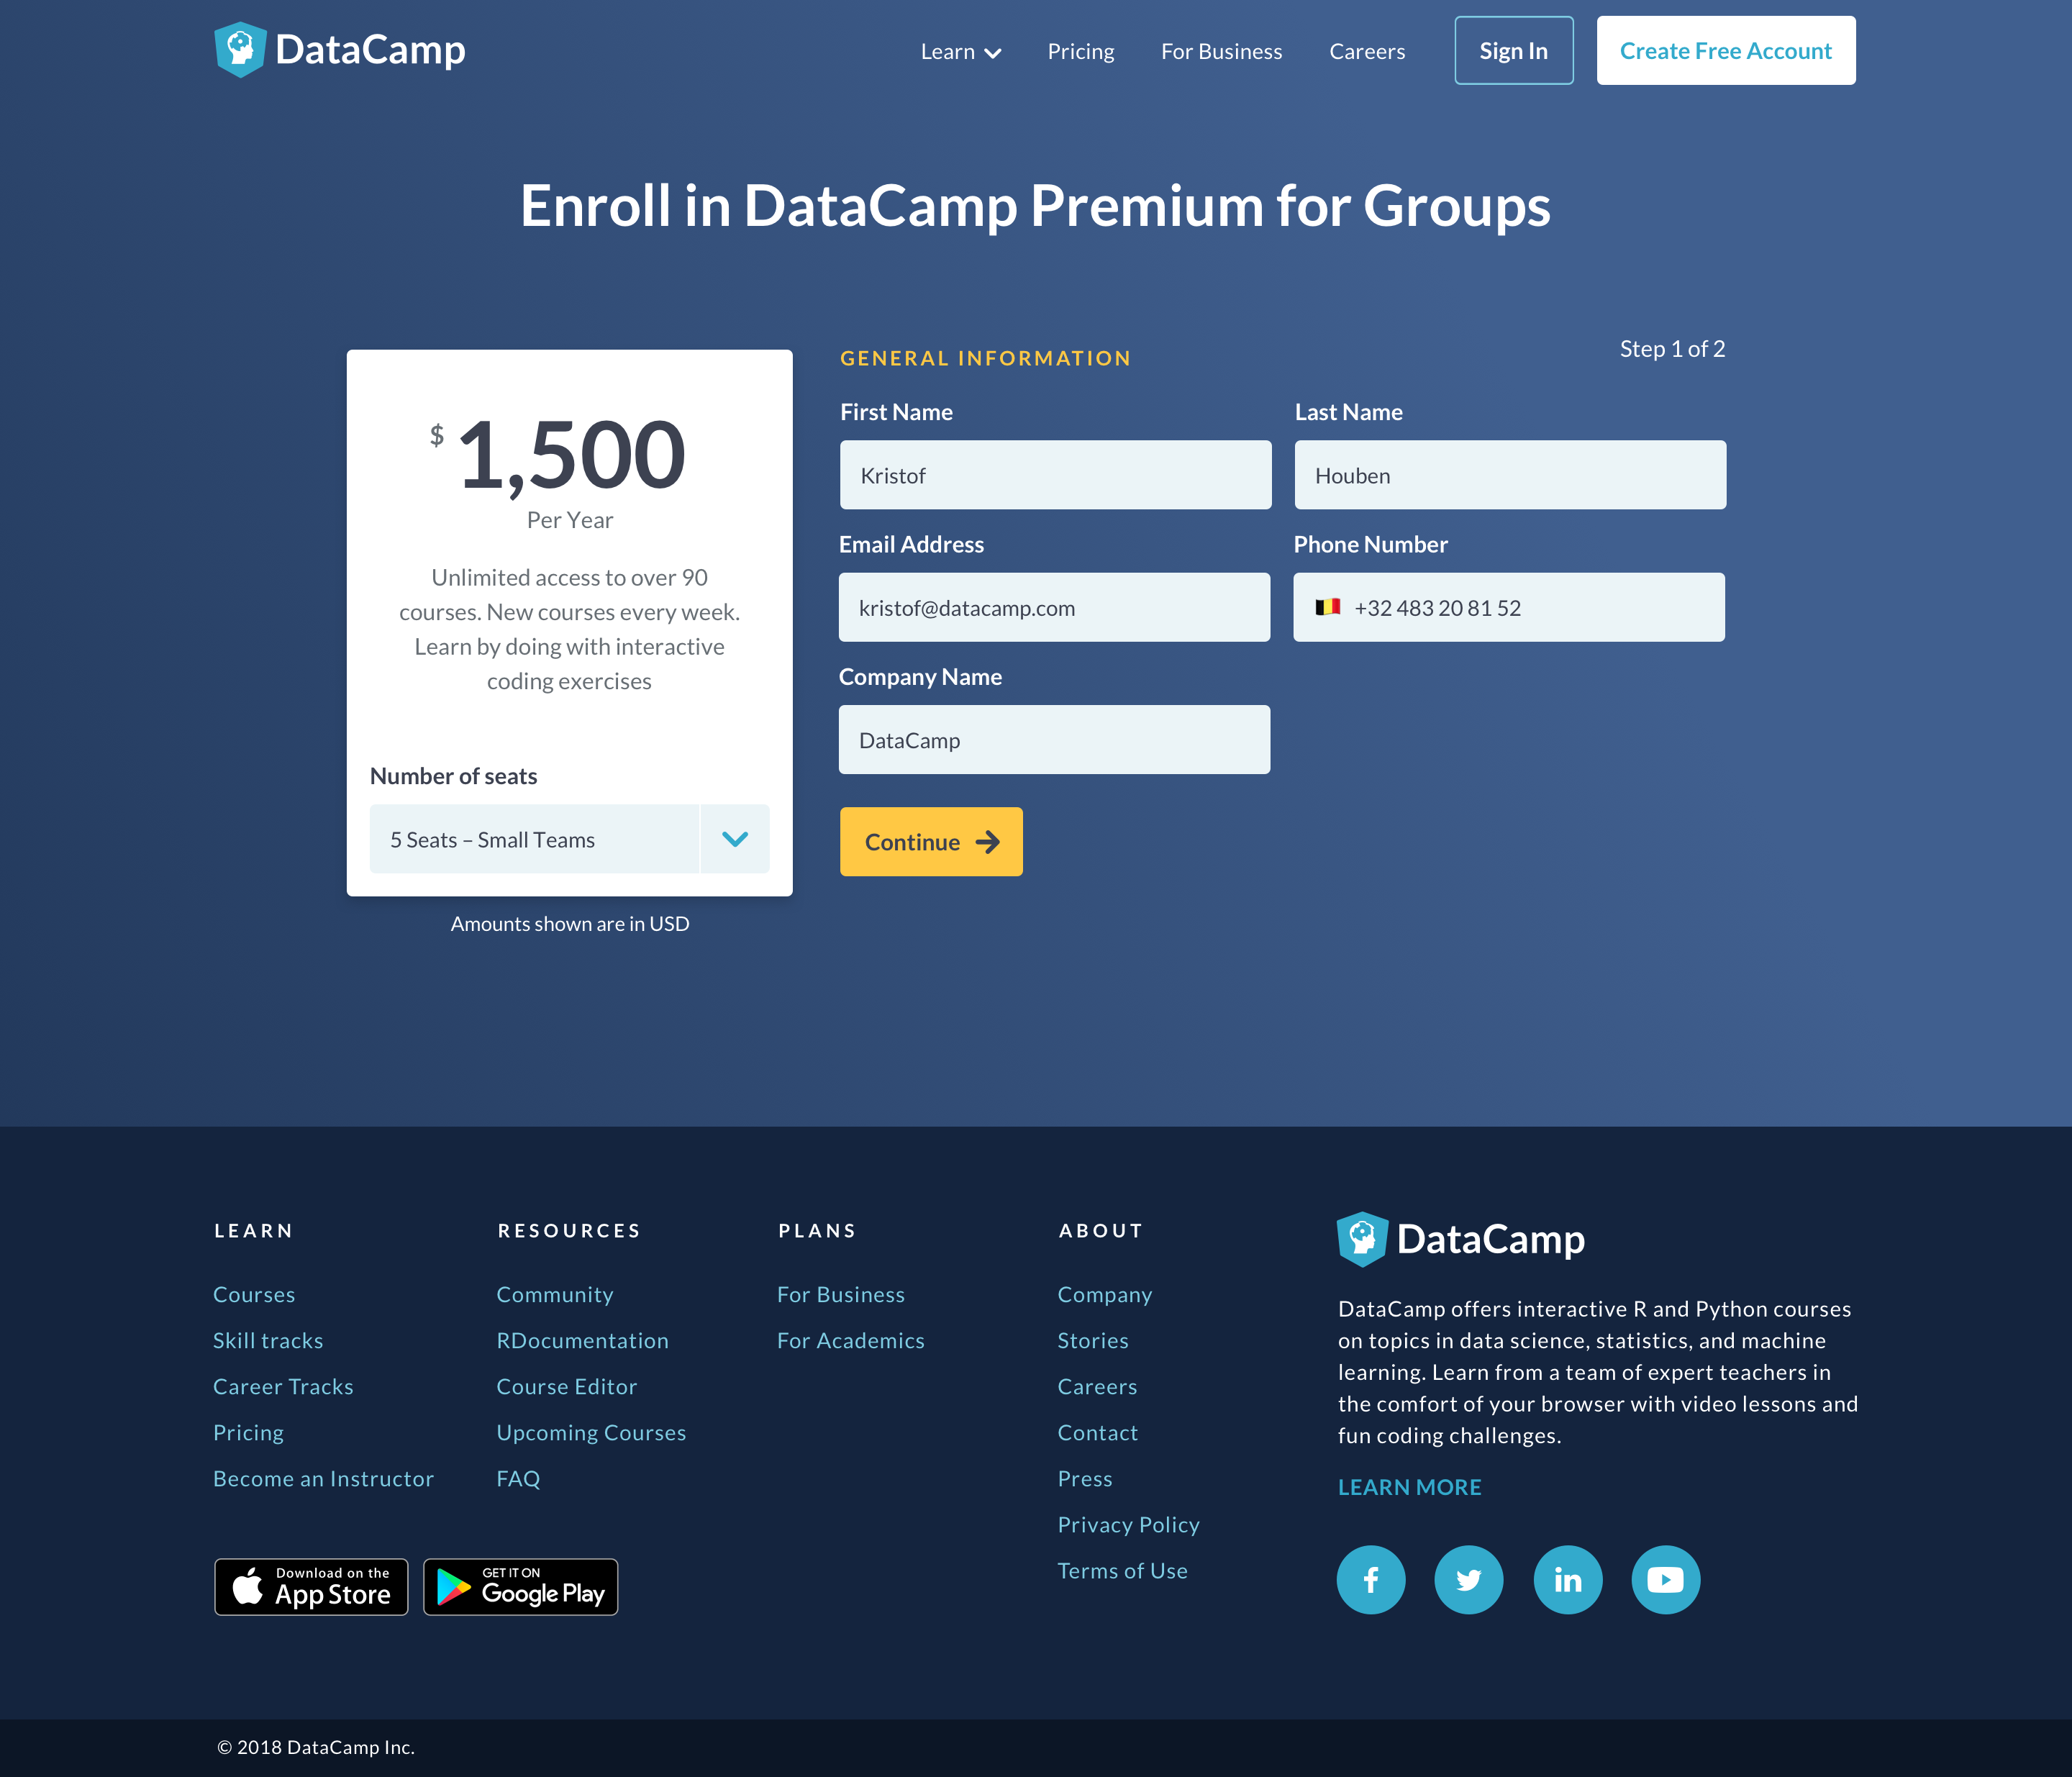 DataCamp
Learn Pricing For Business Careers Sign In Create Free Account
Enroll in DataCamp Premium for Groups
$ 1,500
Per Year
Unlimited access to over 90
courses. New courses every week.
Learn by doing with interactive
coding exercises
Number of seats
5 Seats – Small Teams
Amounts shown are in USD
GENERAL INFORMATION
Step 1 of 2
First Name
Kristof
Last Name
Houben
Email Address
kristof@datacamp.com
Phone Number
+32 483 20 81 52
Company Name
DataCamp
Continue
LEARN
Courses
Skill tracks
Career Tracks
Pricing
Become an Instructor
RESOURCES
Community
RDocumentation
Course Editor
Upcoming Courses
FAQ
PLANS
For Business
For Academics
ABOUT
Company
Stories
Careers
Contact
Press
Privacy Policy
Terms of Use
DataCamp
DataCamp offers interactive R and Python courses
on topics in data science, statistics, and machine
learning. Learn from a team of expert teachers in
the comfort of your browser with video lessons and
fun coding challenges.
LEARN MORE
Download on the
App Store
GET IT ON
Google Play
f
in
© 2018 DataCamp Inc.